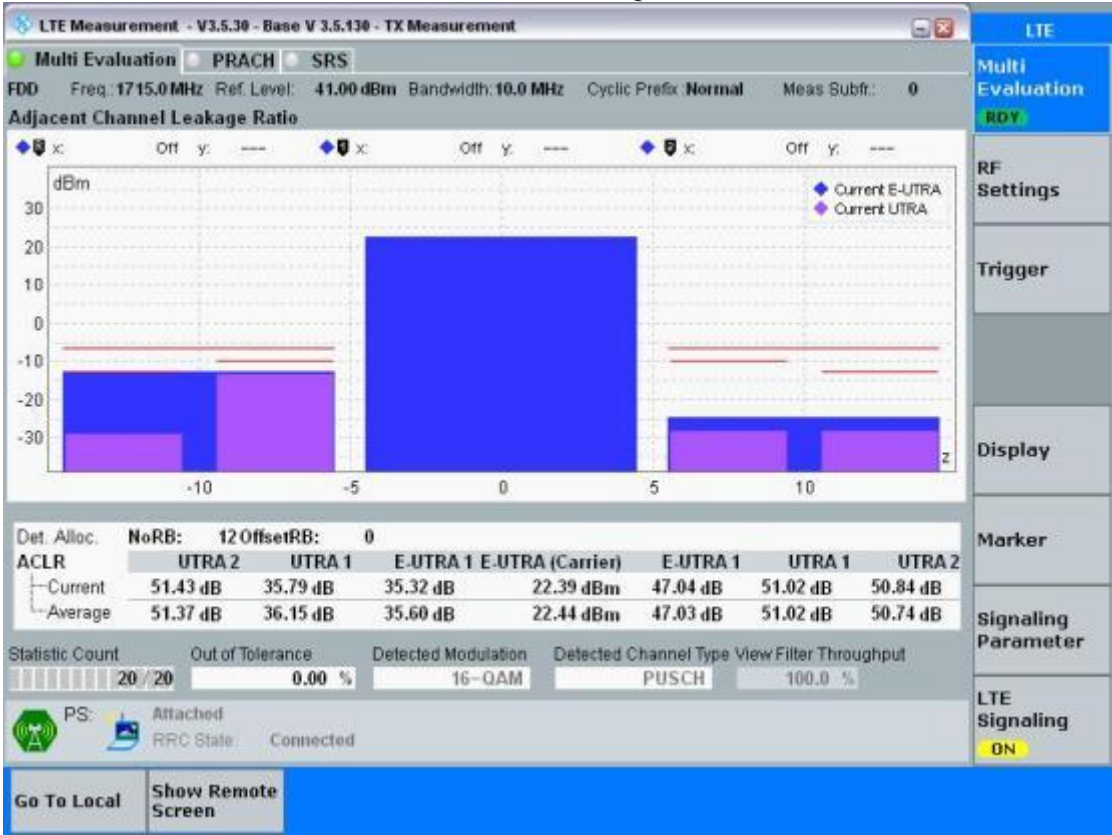 LTE Measurement - V3.5.30 - Base V 3.5.130 - TX Measurement
LTE
Multi Evaluation PRACH SRS
Multi Evaluation
RDY
FDD Freq.: 1715.0 MHz Ref. Level: 41.00 dBm Bandwidth: 10.0 MHz Cyclic Prefix: Normal Meas Subfr.: 0
Adjacent Channel Leakage Ratio
x: Off y: --- x: Off y: --- x: Off y: ---
dBm
Current E-UTRA
Current UTRA
30
20
10
0
-10
-20
-30
z
-10 -5 0 5 10
RF Settings
Trigger
Display
Marker
Signaling Parameter
LTE Signaling
ON
Det. Alloc. NoRB: 12 OffsetRB: 0
ACLR UTRA 2 UTRA 1 E-UTRA 1 E-UTRA (Carrier) E-UTRA 1 UTRA 1 UTRA 2
Current 51.43 dB 35.79 dB 35.32 dB 22.39 dBm 47.04 dB 51.02 dB 50.84 dB
Average 51.37 dB 36.15 dB 35.60 dB 22.44 dBm 47.03 dB 51.02 dB 50.74 dB
Statistic Count Out of Tolerance Detected Modulation Detected Channel Type View Filter Throughput
20 / 20 0.00 % 16-QAM PUSCH 100.0 %
PS: Attached
RRC State: Connected
Go To Local Show Remote Screen